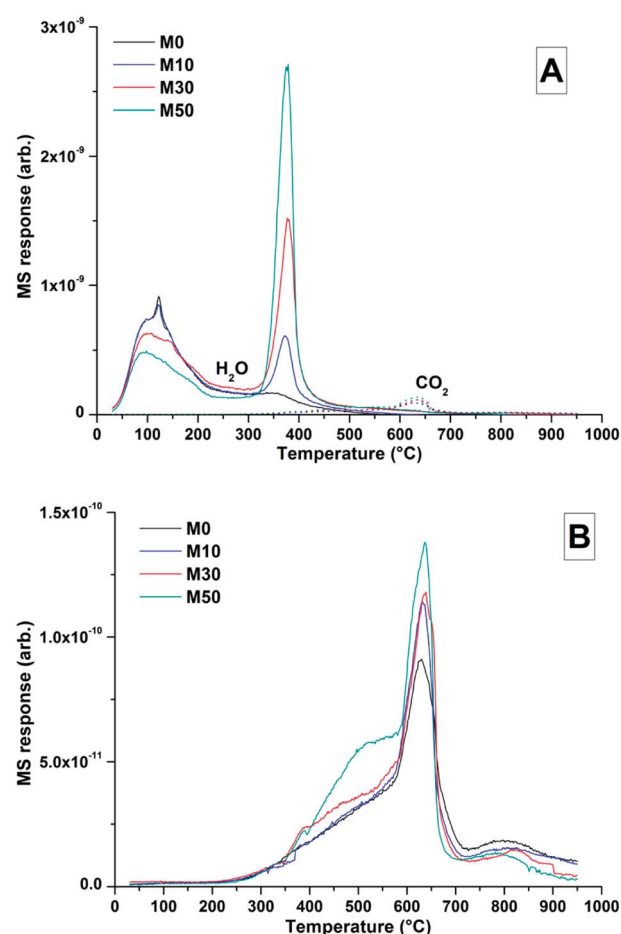 3x10⁻⁹
M0
M10
M30
M50
A
2x10⁻⁹
MS response (arb.)
1x10⁻⁹
H₂O
CO₂
0
0 100 200 300 400 500 600 700 800 900 1000
Temperature (°C)
1.5x10⁻¹⁰
M0
M10
M30
M50
B
1.0x10⁻¹⁰
MS response (arb.)
5.0x10⁻¹¹
0.0
0 100 200 300 400 500 600 700 800 900 1000
Temperature (°C)